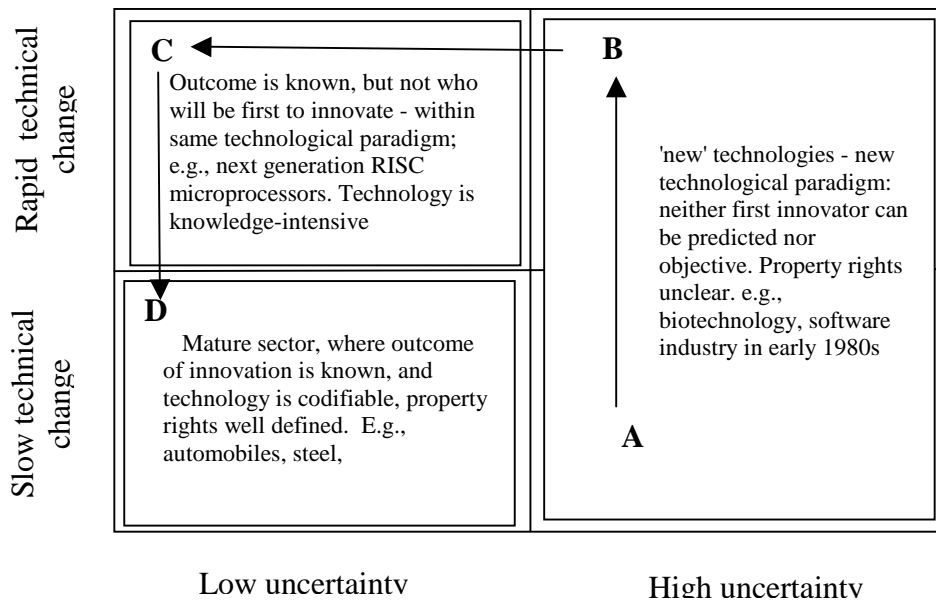 Rapid technical
change
C
Outcome is known, but not who
will be first to innovate - within
same technological paradigm;
e.g., next generation RISC
microprocessors. Technology is
knowledge-intensive
B
'new' technologies - new
technological paradigm:
neither first innovator can
be predicted nor
objective. Property rights
unclear. e.g.,
biotechnology, software
industry in early 1980s
A
Slow technical
change
D
Mature sector, where outcome
of innovation is known, and
technology is codifiable, property
rights well defined. E.g.,
automobiles, steel,
Low uncertainty
High uncertainty